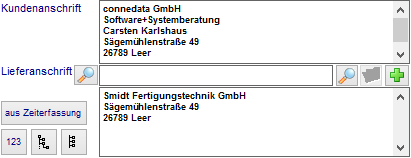 Kundenanschrift
connedata GmbH
Software+Systemberatung
Carsten Karlshaus
Sägemühlenstraße 49
26789 Leer
Lieferanschrift
Smidt Fertigungstechnik GmbH
Sägemühlenstraße 49
26789 Leer
aus Zeiterfassung
123